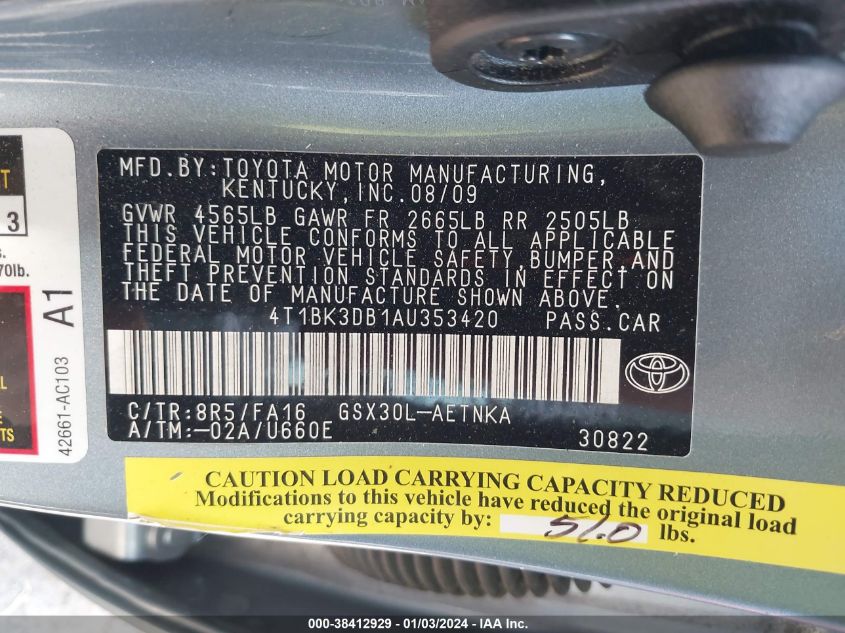 T
3
s.
70lb.
L
E
TS
42661-AC103
A1
MFD.BY:TOYOTA MOTOR MANUFACTURING,
KENTUCKY,INC.08/09
GVWR 4565LB GAWR FR 2665LB RR 2505LB
THIS VEHICLE CONFORMS TO ALL APPLICABLE
FEDERAL MOTOR VEHICLE SAFETY, BUMPER,AND
THEFT PREVENTION STANDARDS IN EFFECT ON
THE DATE OF MANUFACTURE SHOWN ABOVE.
4T1BK3DB1AU353420 PASS.CAR
C/TR:8R5/FA16 GSX30L-AETNKA
A/TM:-02A/U660E 30822
CAUTION LOAD CARRYING CAPACITY REDUCED
Modifications to this vehicle have reduced the original load
carrying capacity by: 51.0 lbs.
000-38412929 - 01/03/2024 - IAA Inc.